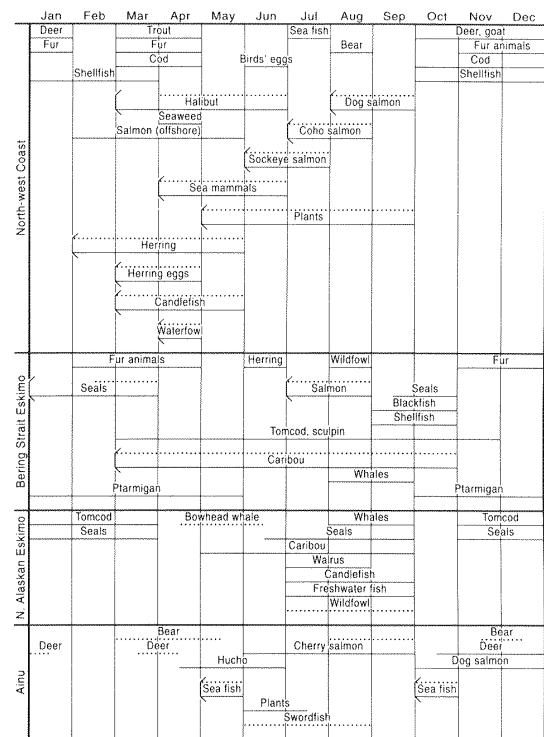 Jan Feb Mar Apr May Jun Jul Aug Sep Oct Nov Dec
North-west Coast
Deer Trout Sea fish Deer, goat
Fur Fur Bear Fur animals
Cod Birds' eggs Cod
Shellfish Shellfish
Halibut Dog salmon
Seaweed
Salmon (offshore) Coho salmon
Sockeye salmon
Sea mammals
Plants
Herring
Herring eggs
Candlefish
Waterfowl
Bering Strait Eskimo
Fur animals Herring Wildfowl Fur
Seals Salmon Seals
Blackfish
Shellfish
Tomcod, sculpin
Caribou
Whales
Ptarmigan Ptarmigan
N. Alaskan Eskimo
Tomcod Bowhead whale Whales Tomcod
Seals Seals Seals
Caribou
Walrus
Candlefish
Freshwater fish
Wildfowl
Ainu
Bear Bear
Deer Deer Cherry salmon Deer
Hucho Dog salmon
Sea fish Sea fish
Plants
Swordfish